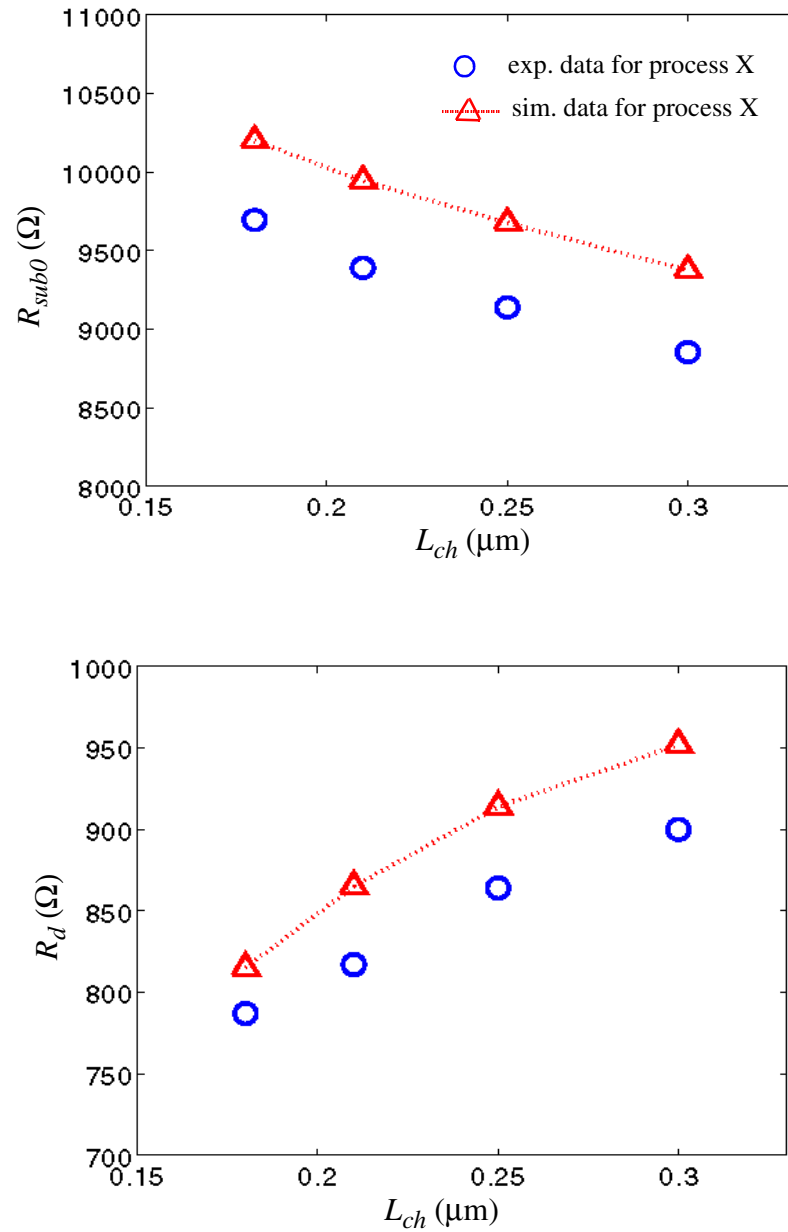 11000
10500
10000
9500
9000
8500
8000
R_sub0 (Ω)
exp. data for process X
sim. data for process X
0.15 0.2 0.25 0.3
L_ch (μm)
1000
950
900
850
800
750
700
R_d (Ω)
0.15 0.2 0.25 0.3
L_ch (μm)